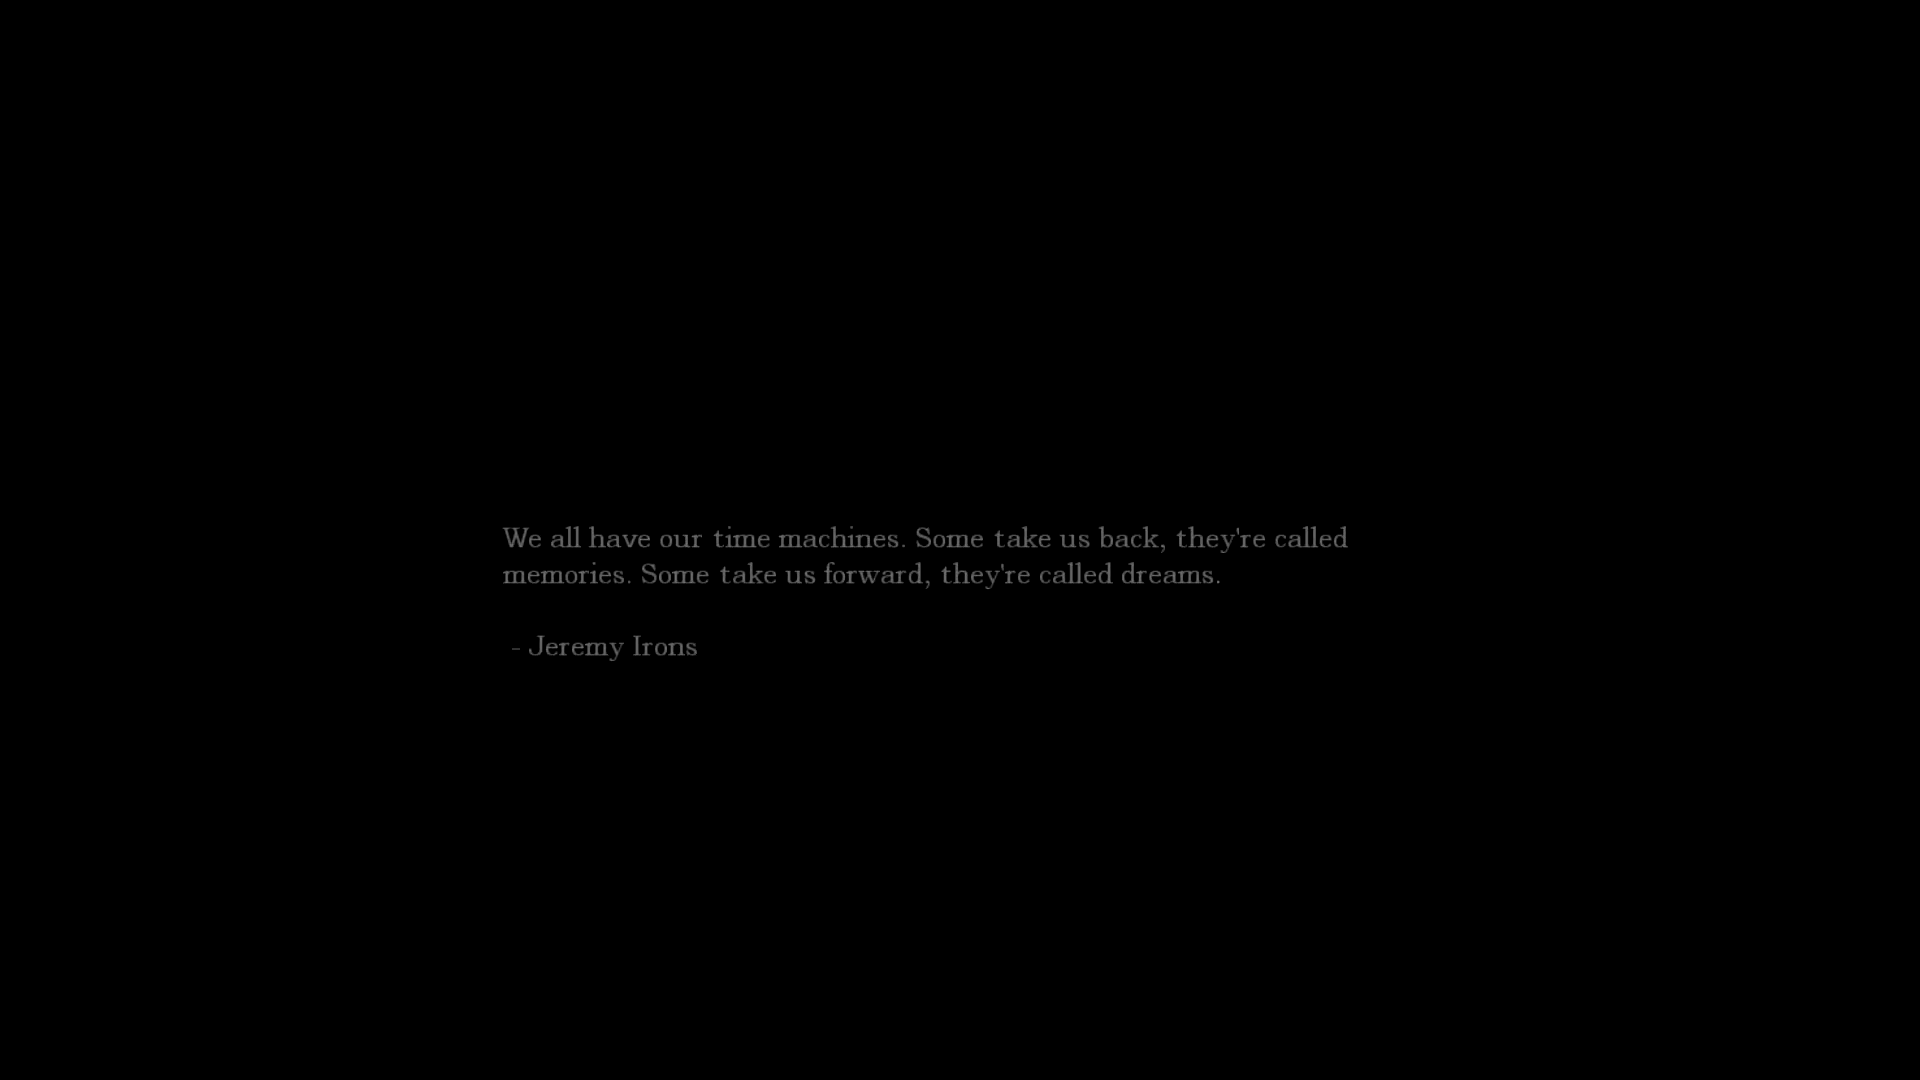 We all have our time machines. Some take us back, they're called
memories. Some take us forward, they're called dreams.
- Jeremy Irons